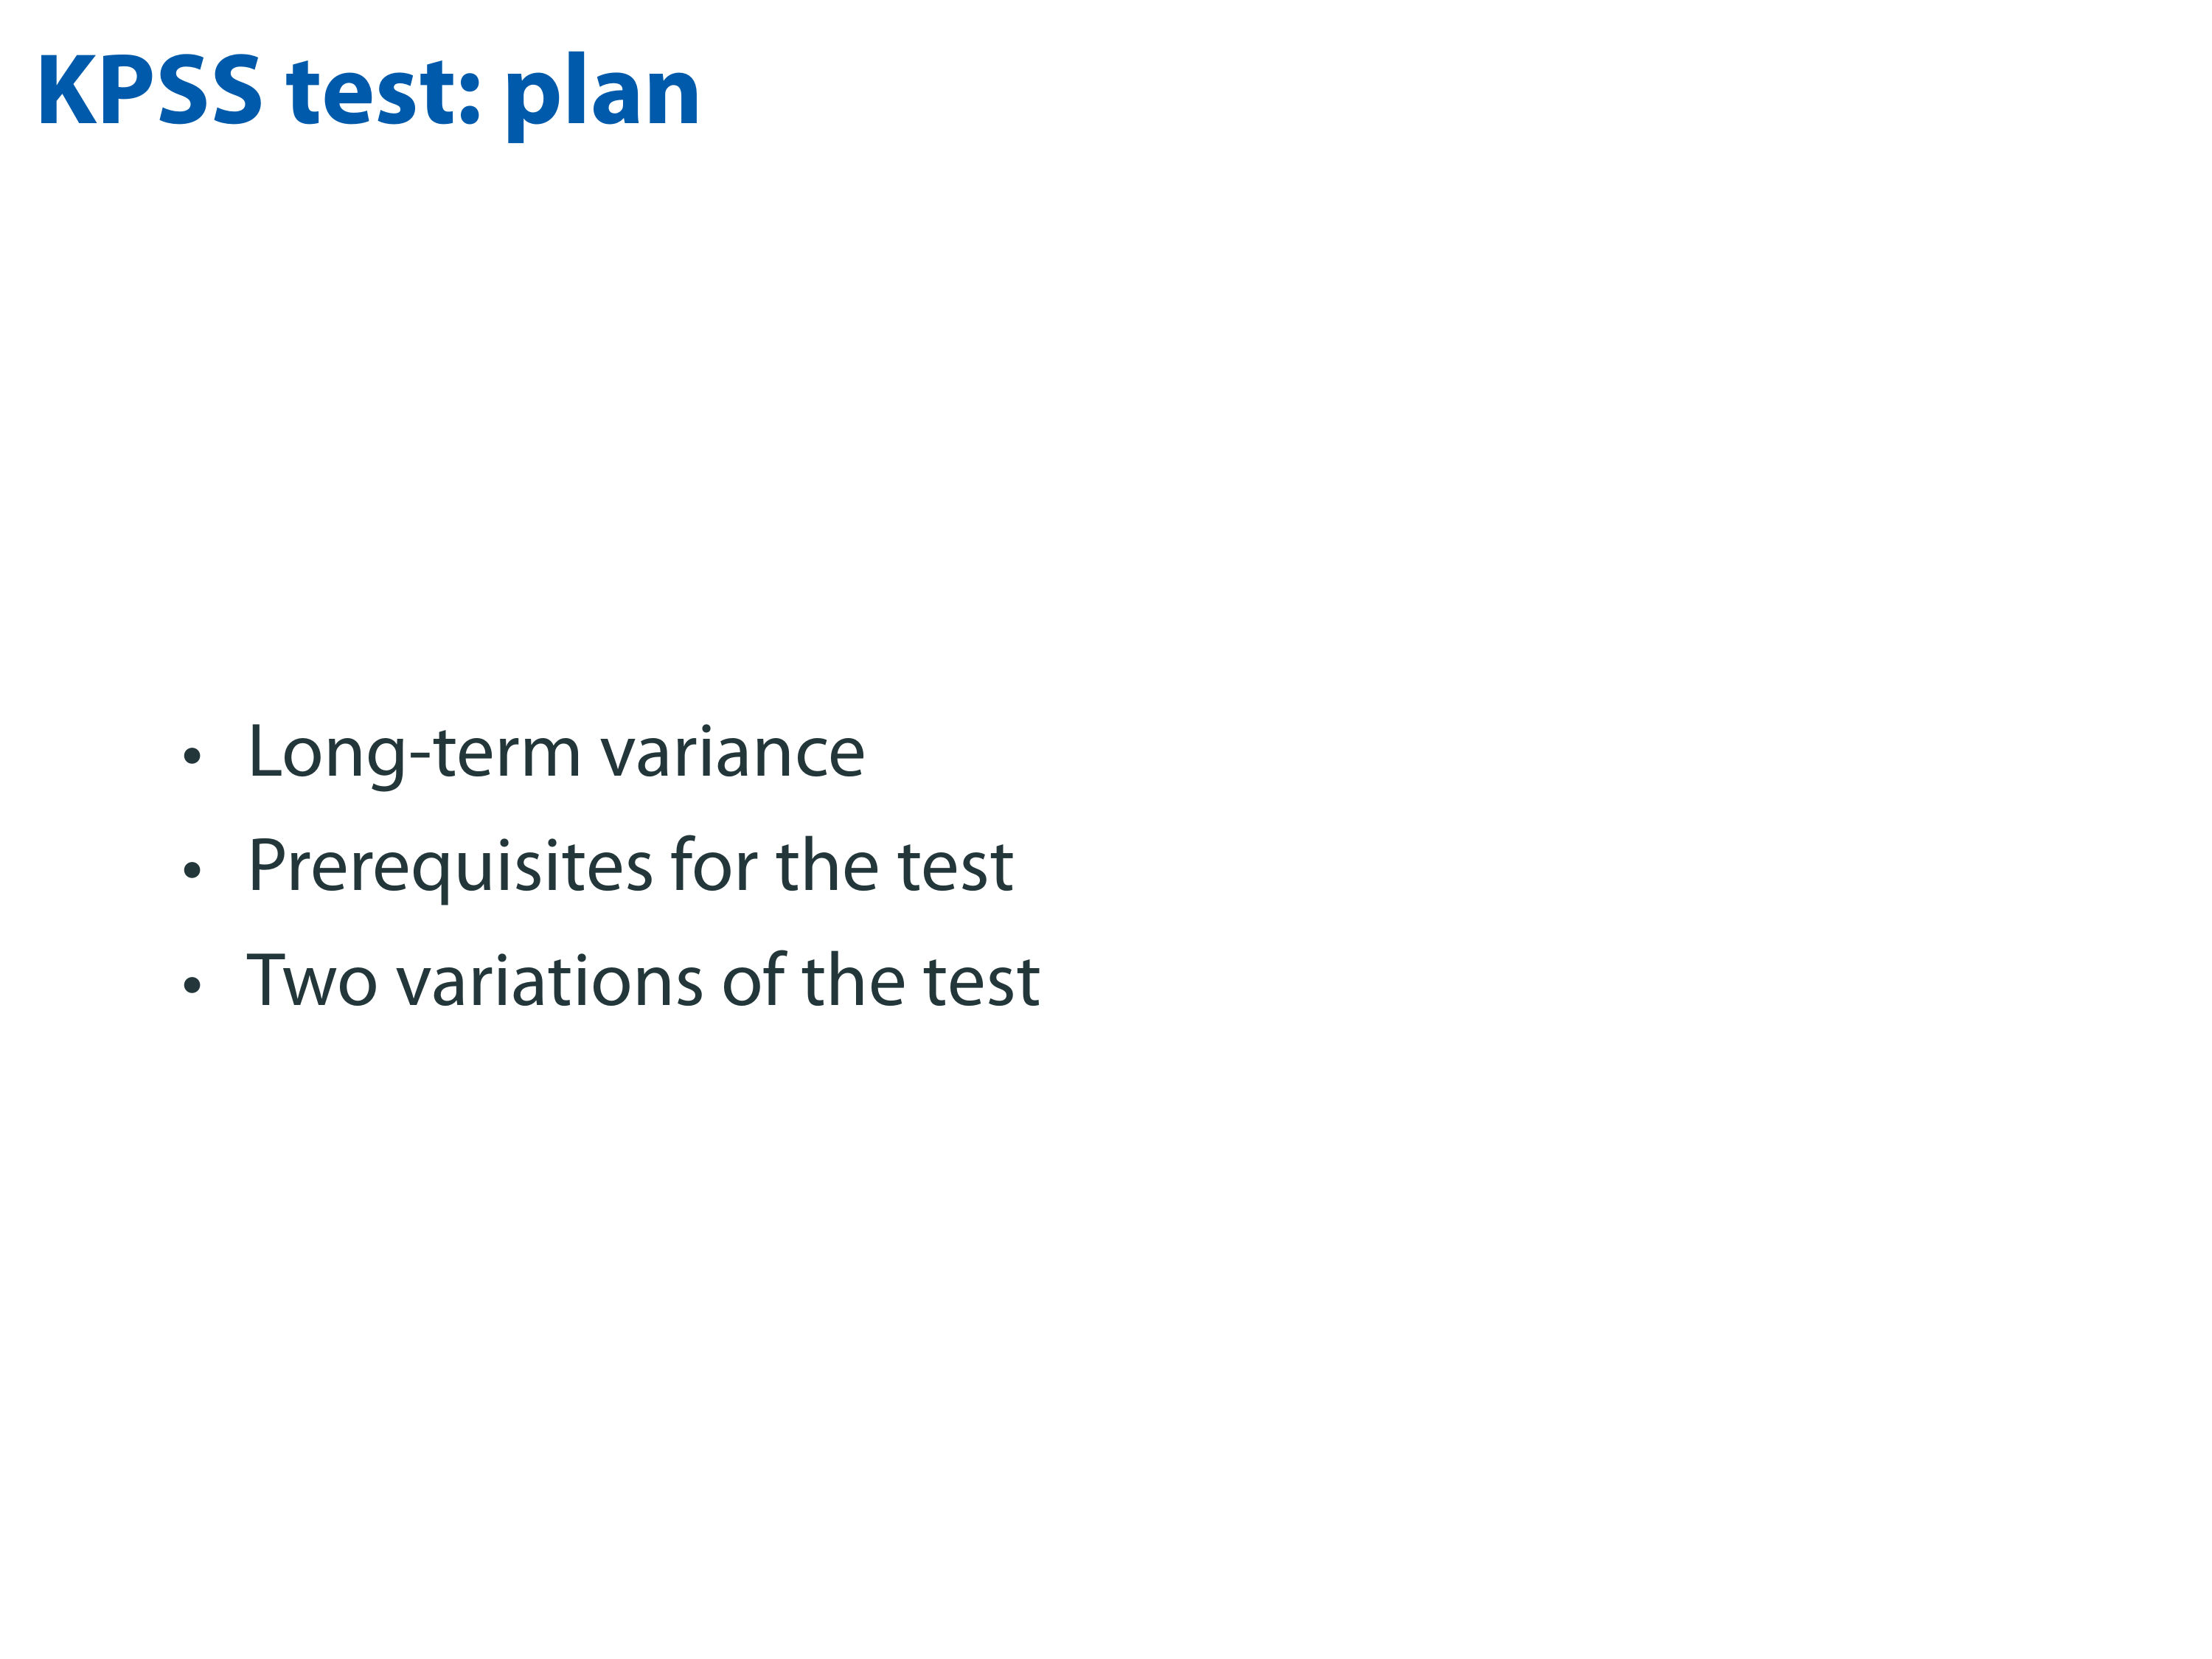 KPSS test: plan
• Long-term variance
• Prerequisites for the test
• Two variations of the test